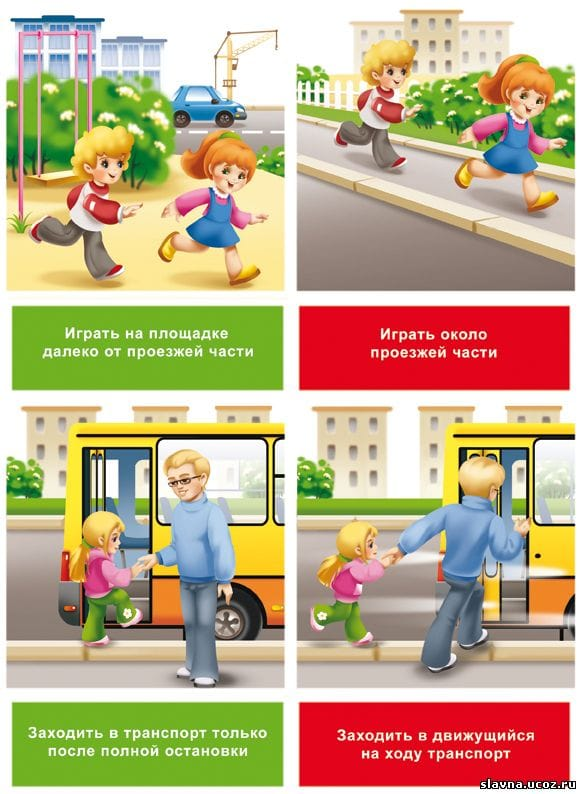 Играть на площадке
далеко от проезжей части
Играть около
проезжей части
Заходить в транспорт только
после полной остановки
Заходить в движущийся
на ходу транспорт
slavna.ucoz.ru